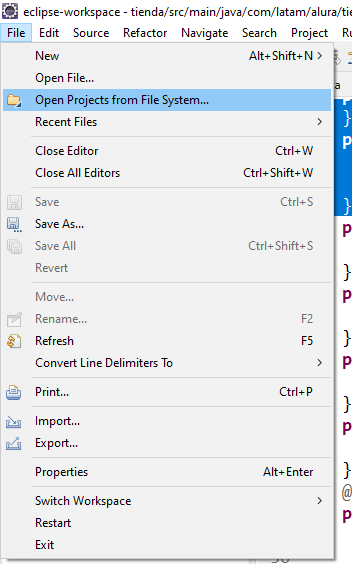 eclipse-workspace - tienda/src/main/java/com/latam/alura/tie
File Edit Source Refactor Navigate Search Project Run
New Alt+Shift+N >
Open File...
Open Projects from File System...
Recent Files >
Close Editor Ctrl+W
Close All Editors Ctrl+Shift+W
Save Ctrl+S
Save As...
Save All Ctrl+Shift+S
Revert
Move...
Rename... F2
Refresh F5
Convert Line Delimiters To >
Print... Ctrl+P
Import...
Export...
Properties Alt+Enter
Switch Workspace >
Restart
Exit
a
}
p
}
p
}
p
}
p
}
p
}
@
p